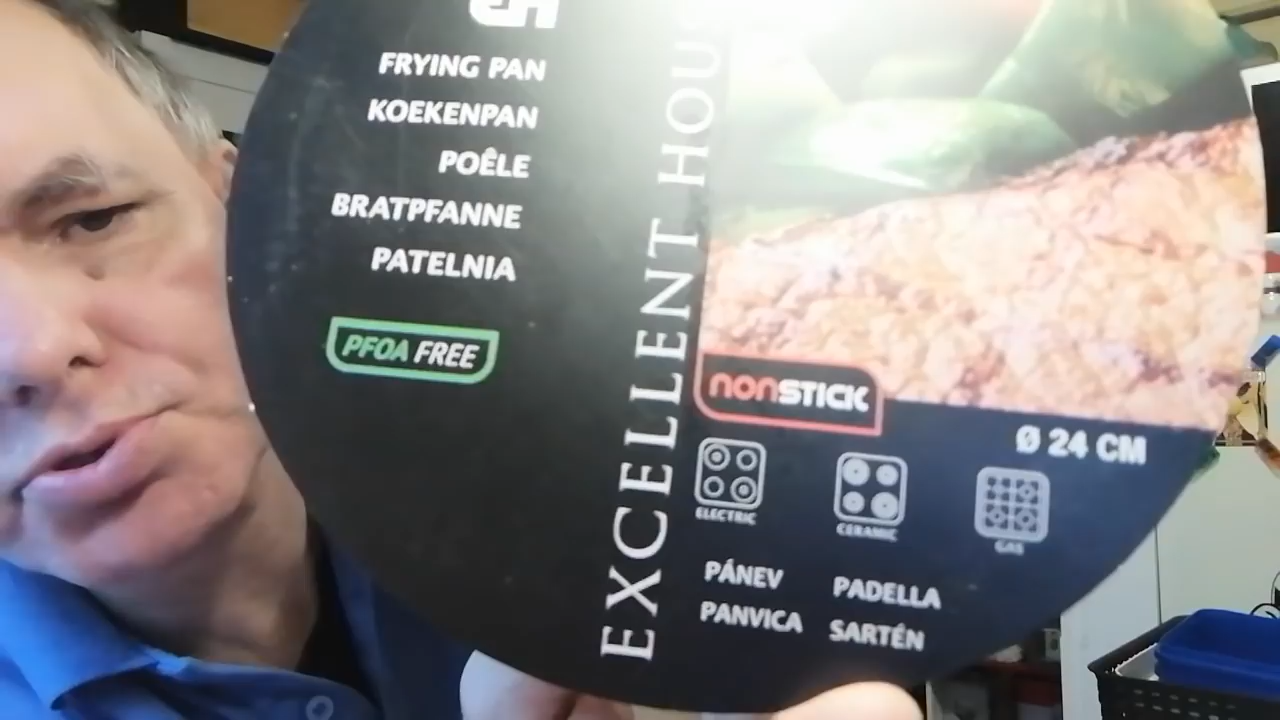 FRYING PAN
KOEKENPAN
POÊLE
BRATPFANNE
PATELNIA
PFOA FREE
EXCELLENT HOU
nonSTICK
Ø 24 CM
ELECTRIC
CERAMIC
GAS
PÁNEV
PADELLA
PANVICA
SARTÉN